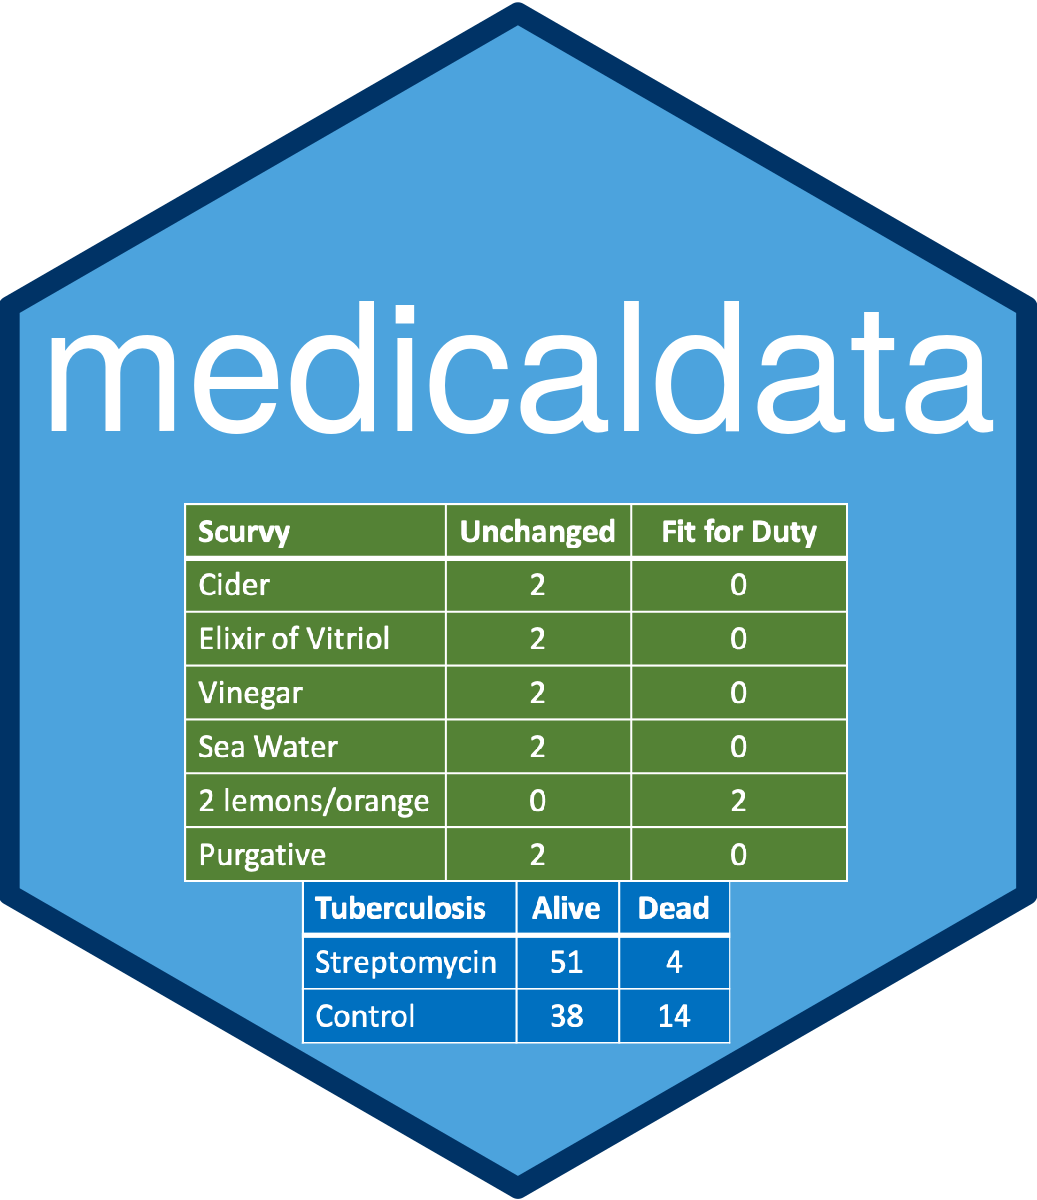 medicaldata
Scurvy Unchanged Fit for Duty
Cider 2 0
Elixir of Vitriol 2 0
Vinegar 2 0
Sea Water 2 0
2 lemons/orange 0 2
Purgative 2 0
Tuberculosis Alive Dead
Streptomycin 51 4
Control 38 14